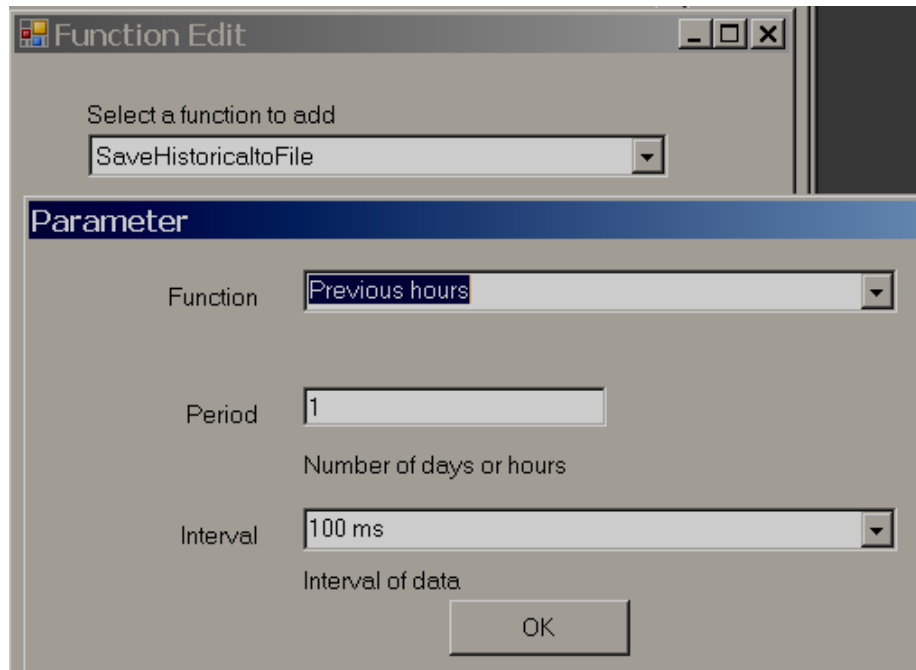 Function Edit
Select a function to add
SaveHistoricaltoFile
Parameter
Function
Previous hours
Period
1
Number of days or hours
Interval
100 ms
Interval of data
OK